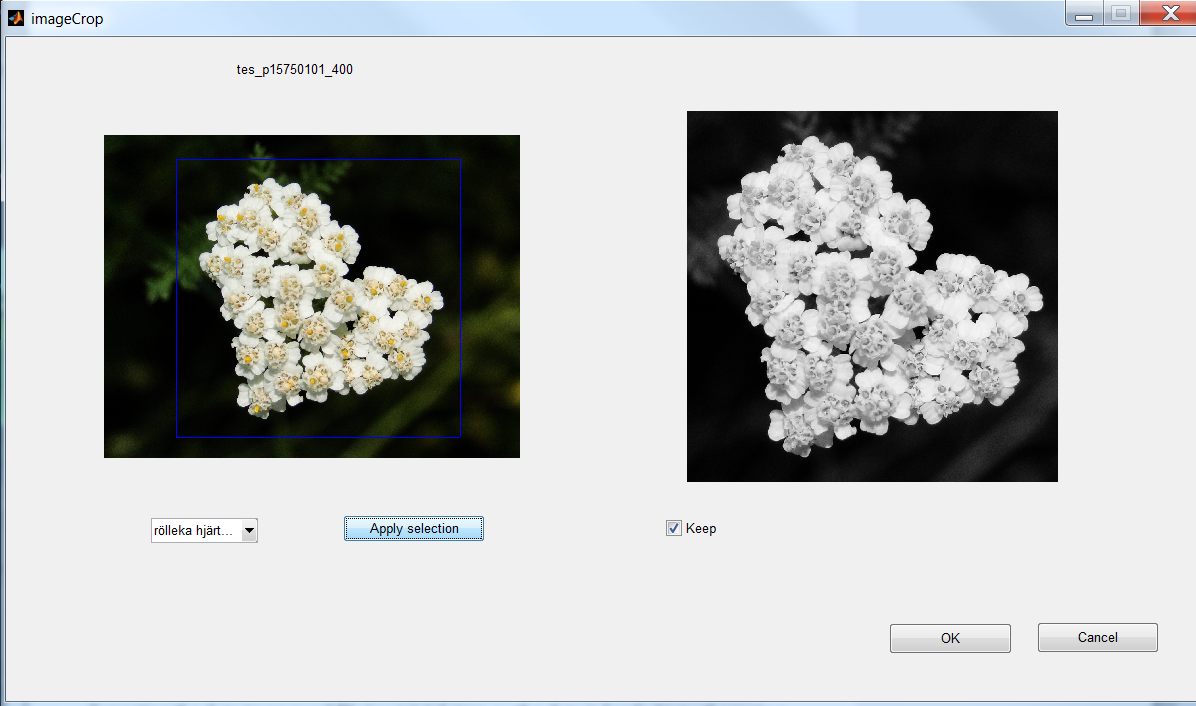 imageCrop
tes_p15750101_400
rölleka hjärt...
Apply selection
Keep
OK
Cancel